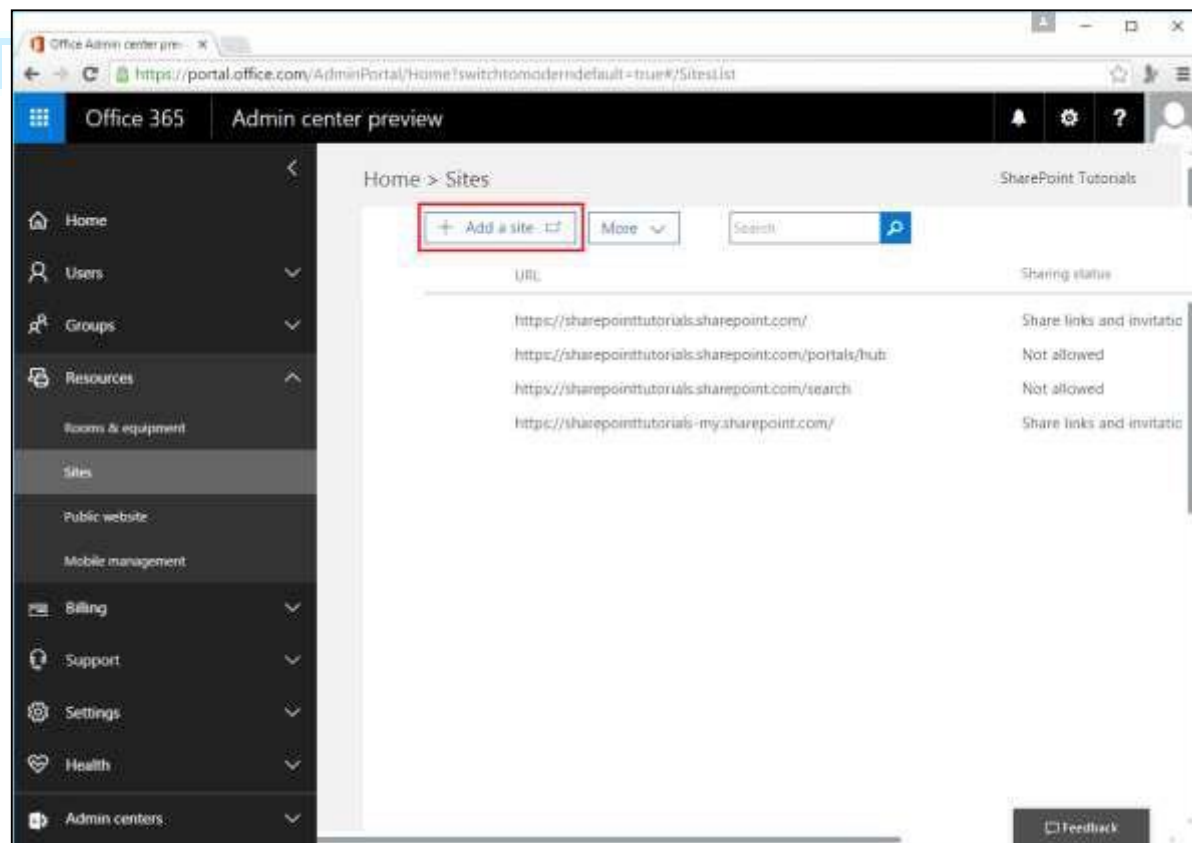 Office Admin center pre
https://portal.office.com/AdminPortal/Home?switchtomoderndefault=true#/SitesList
Office 365
Admin center preview
?
Home
Users
Groups
Resources
Rooms & equipment
Sites
Public website
Mobile management
Billing
Support
Settings
Health
Admin centers
Home > Sites
SharePoint Tutorials
+ Add a site
More
Search
URL
Sharing status
https://sharepointtutorials.sharepoint.com/
Share links and invitatio
https://sharepointtutorials.sharepoint.com/portals/hub
Not allowed
https://sharepointtutorials.sharepoint.com/search
Not allowed
https://sharepointtutorials-my.sharepoint.com/
Share links and invitatio
Feedback